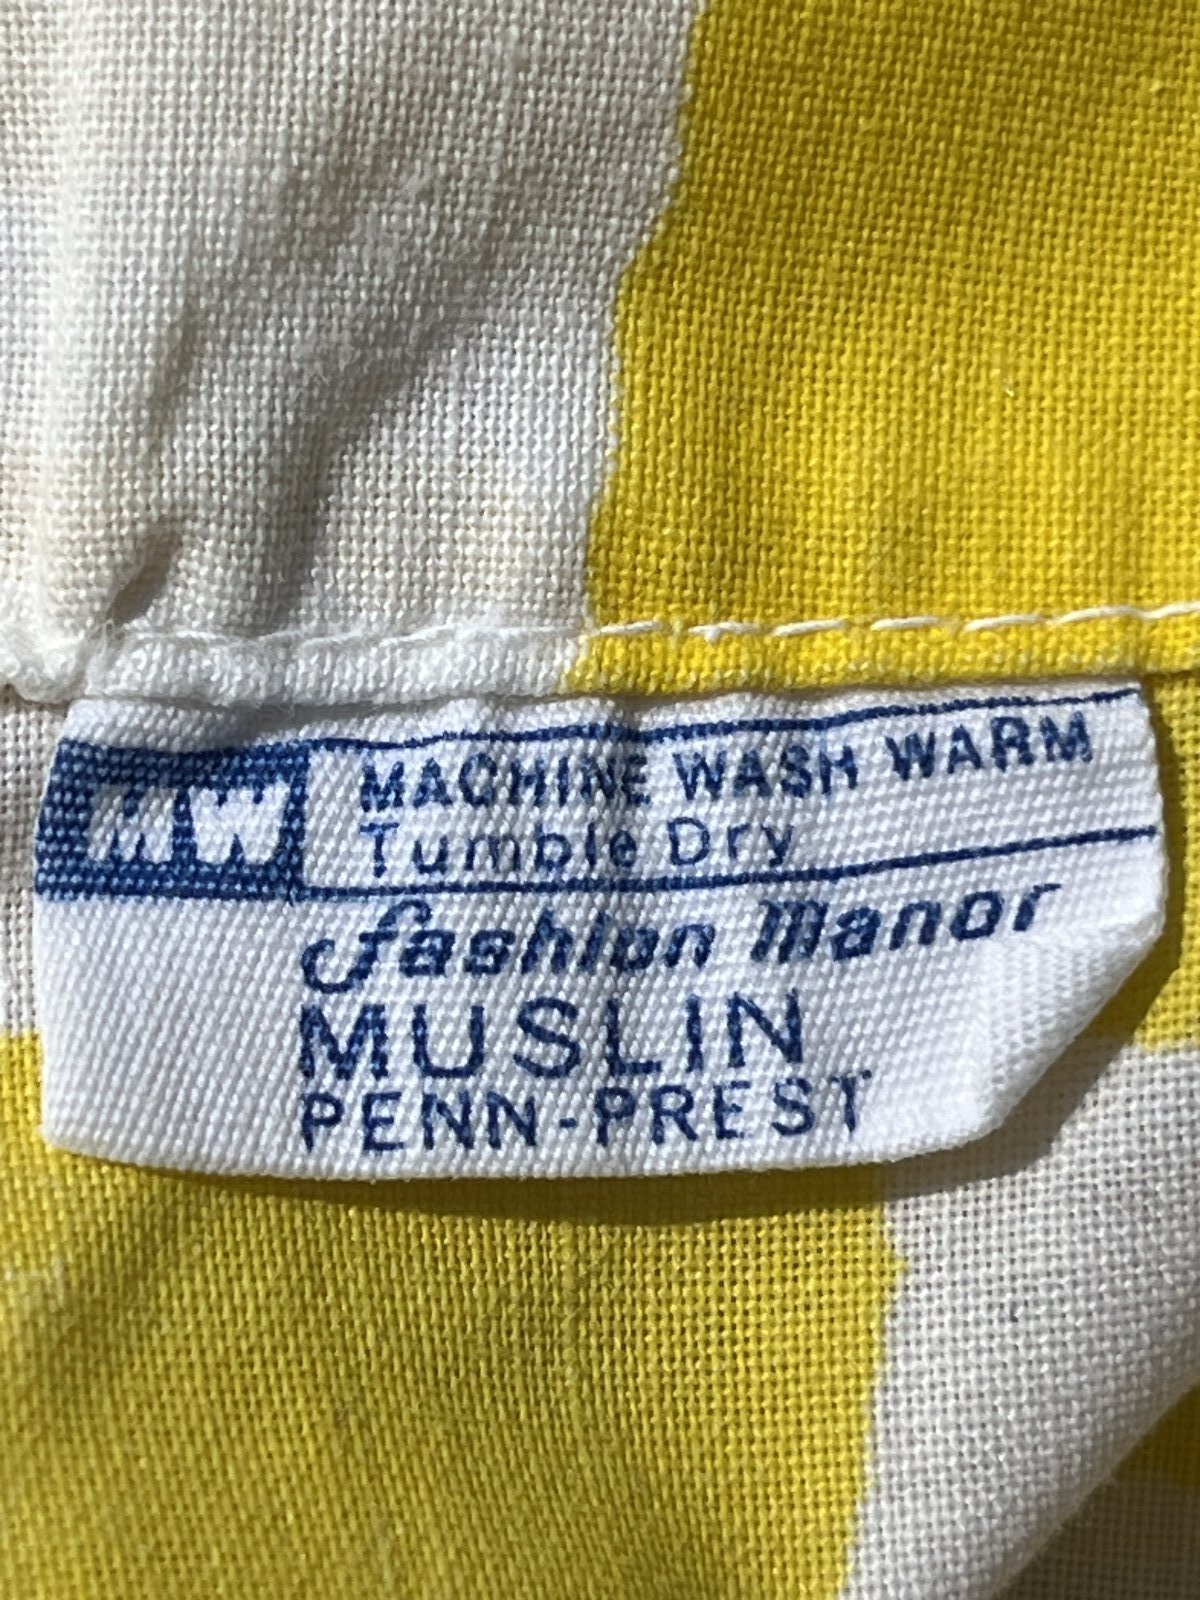 MW MACHINE WASH WARM
Tumble Dry
Fashion Manor
MUSLIN
PENN-PREST